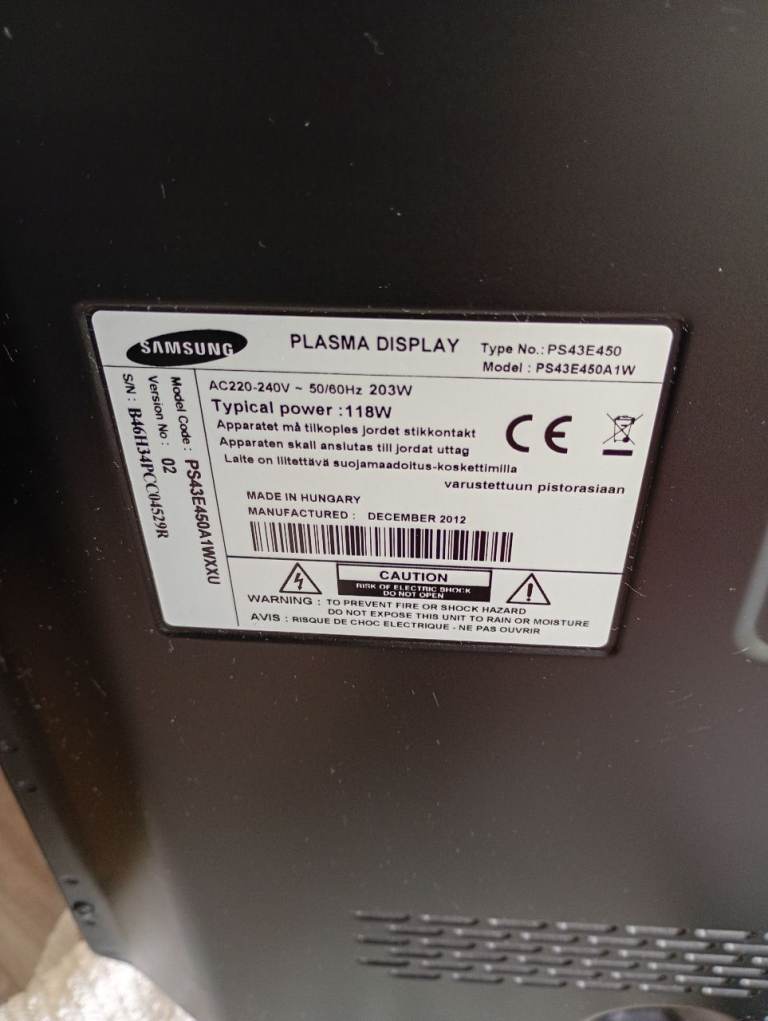 SAMSUNG
PLASMA DISPLAY
Type No.: PS43E450
Model : PS43E450A1W
AC220-240V ~ 50/60Hz 203W
Typical power :118W
Apparatet må tilkoples jordet stikkontakt
Apparaten skall anslutas till jordat uttag
Laite on liitettävä suojamaadoitus-koskettimilla
varustettuun pistorasiaan
CE
MADE IN HUNGARY
MANUFACTURED : DECEMBER 2012
Model Code : PS43E450A1WXXU
Version No : 02
S/N : B46H34PCC04529R
CAUTION
RISK OF ELECTRIC SHOCK
DO NOT OPEN
WARNING : TO PREVENT FIRE OR SHOCK HAZARD
DO NOT EXPOSE THIS UNIT TO RAIN OR MOISTURE
AVIS : RISQUE DE CHOC ELECTRIQUE - NE PAS OUVRIR